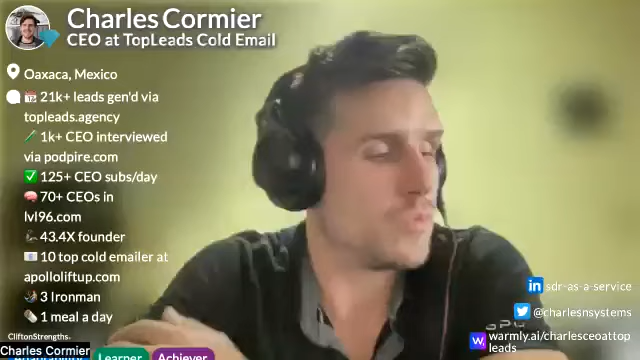 Charles Cormier
CEO at TopLeads Cold Email
Oaxaca, Mexico
21k+ leads gen'd via
topleads.agency
1k+ CEO interviewed
via podpire.com
125+ CEO subs/day
70+ CEOs in
lvl96.com
43.4X founder
10 top cold emailer at
apolloliftup.com
3 Ironman
1 meal a day
CliftonStrengths.
Charles Cormier
Learner
Achiever
sdr-as-a-service
@charlesnsystems
warmly.ai/charlesceoattop
leads